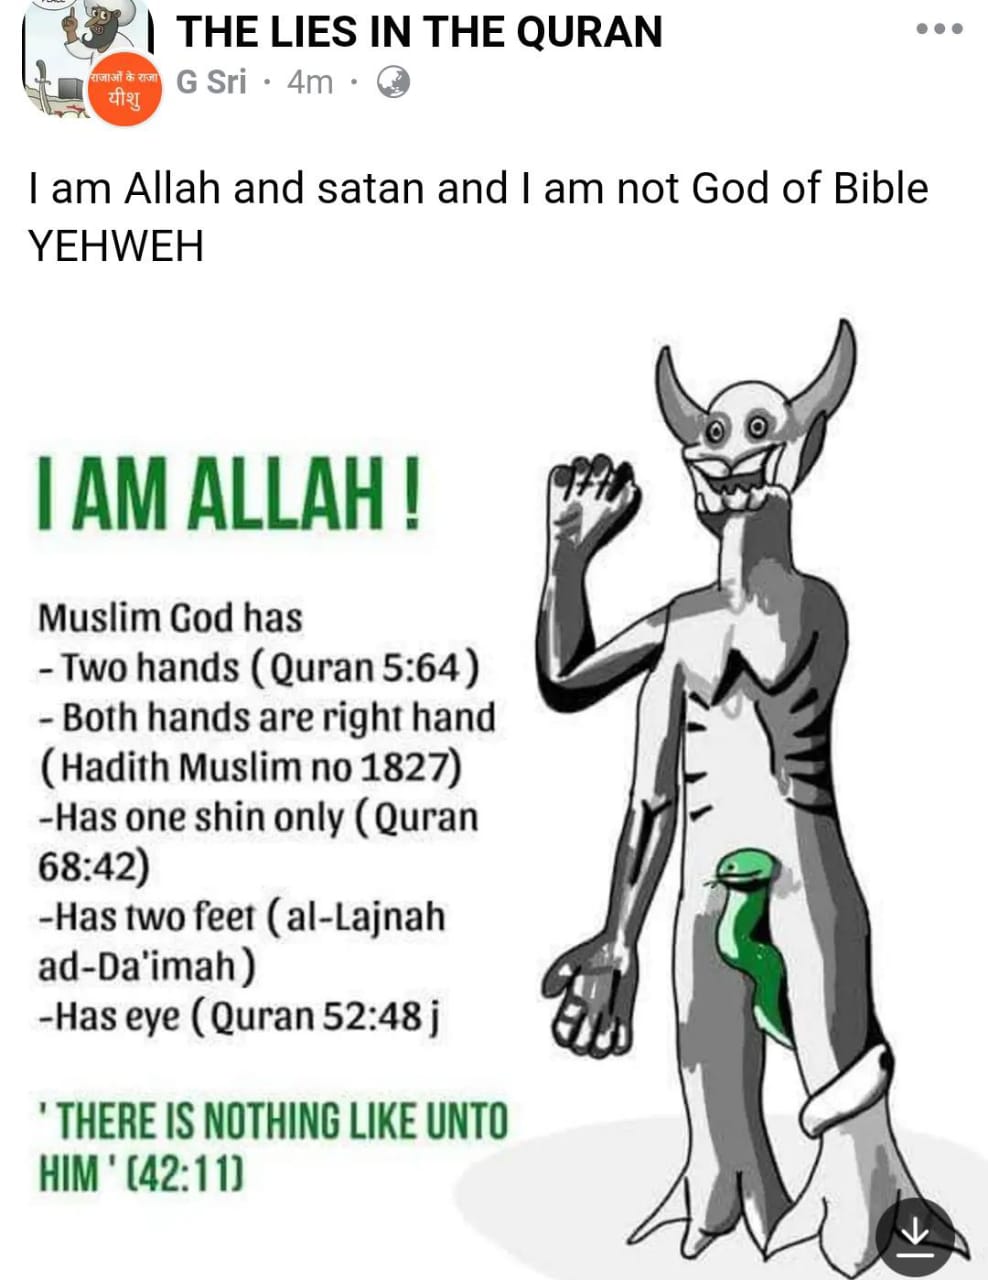 THE LIES IN THE QURAN
राजाओं के राजा
यीशु
G Sri · 4m ·
I am Allah and satan and I am not God of Bible
YEHWEH
I AM ALLAH !
Muslim God has
- Two hands (Quran 5:64)
- Both hands are right hand
(Hadith Muslim no 1827)
-Has one shin only (Quran
68:42)
-Has two feet (al-Lajnah
ad-Da'imah)
-Has eye (Quran 52:48 j
' THERE IS NOTHING LIKE UNTO
HIM ' (42:11)